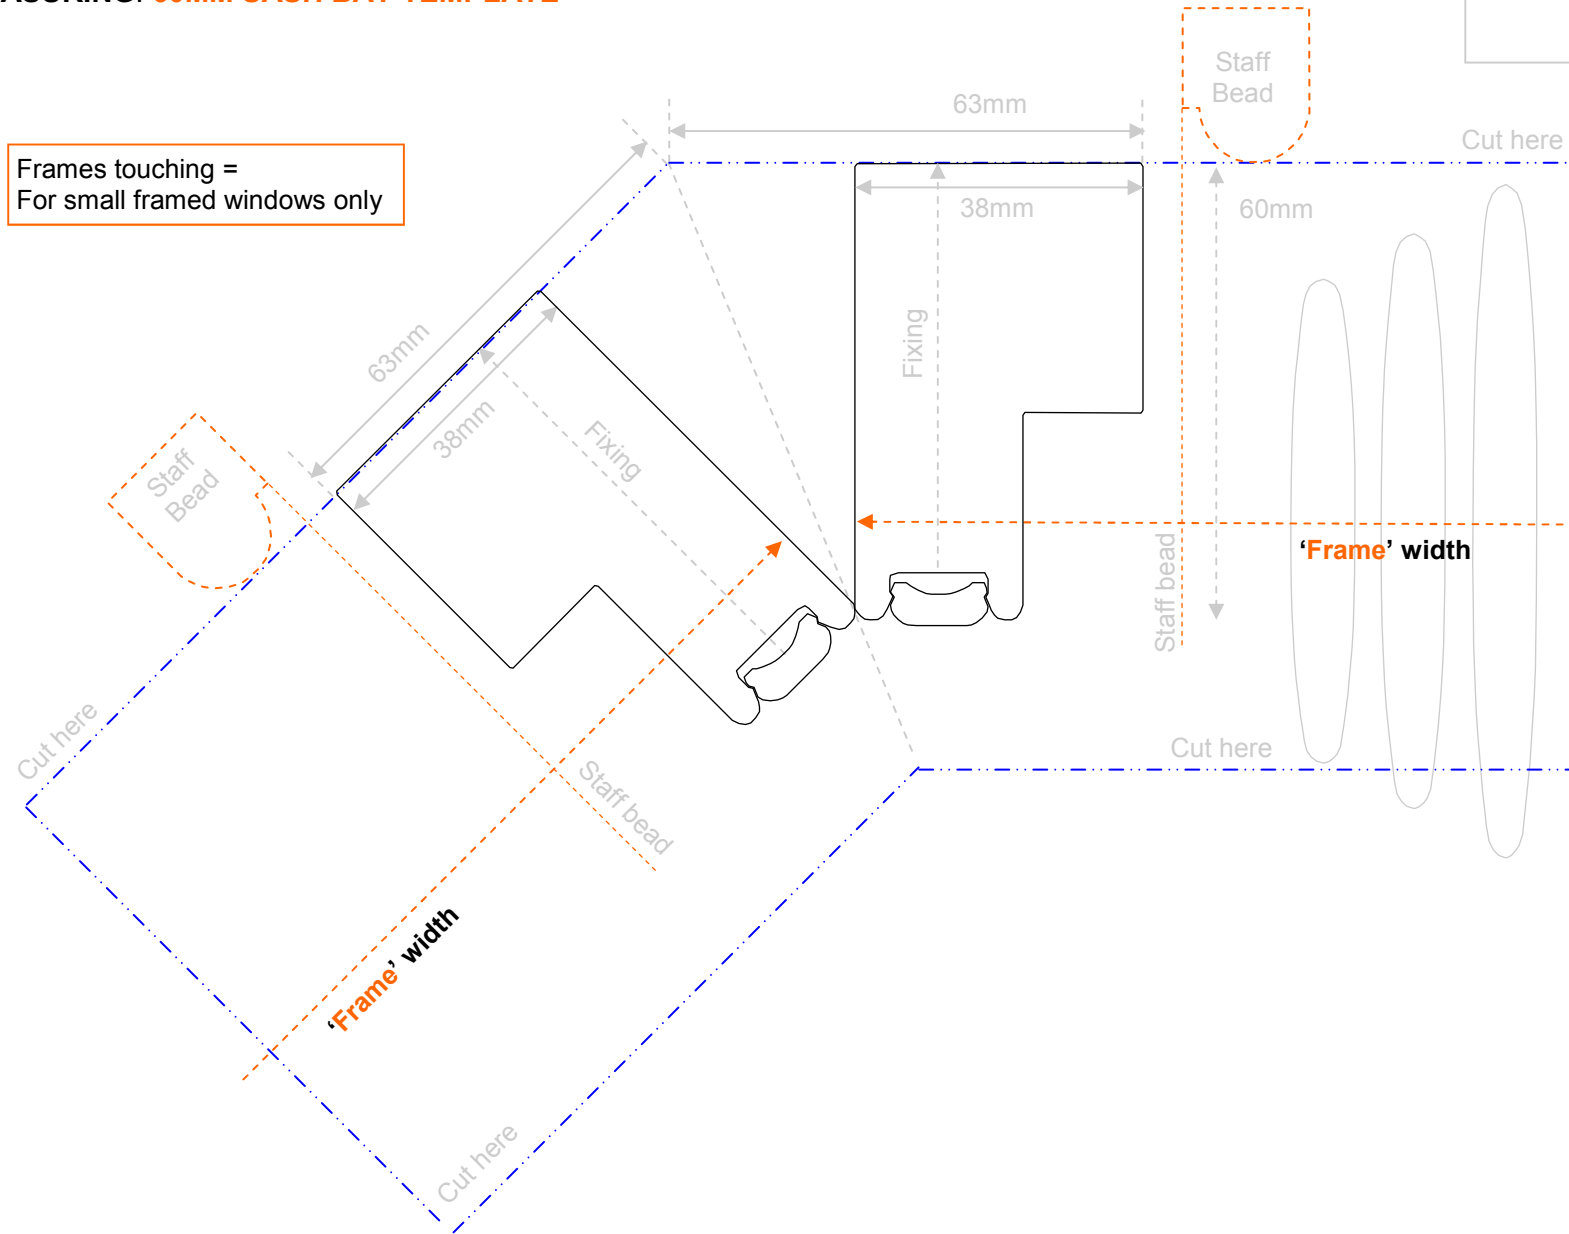 Staff
Bead
63mm
Cut here
Frames touching =
For small framed windows only
38mm
60mm
Fixing
63mm
38mm
Fixing
Staff
Bead
‘Frame’ width
Staff bead
Cut here
Cut here
Staff bead
‘Frame’ width
Cut here